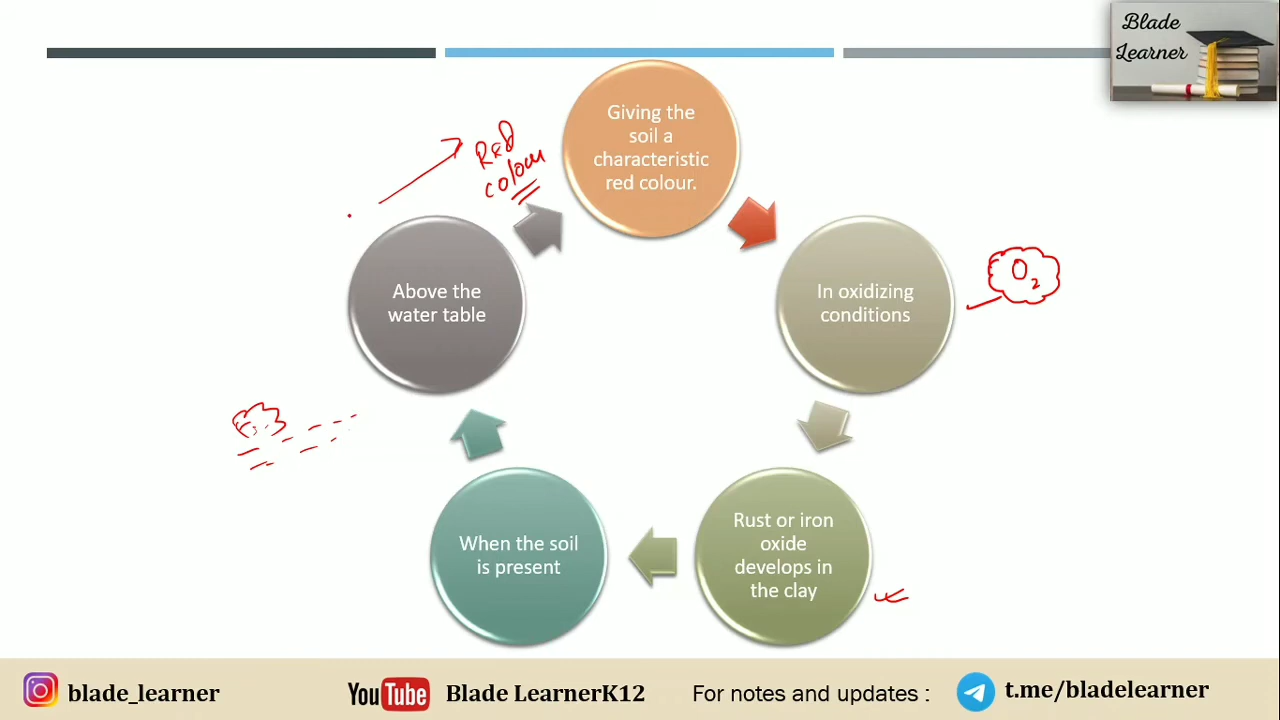 Blade
Learner
Giving the
soil a
characteristic
red colour.
Red
colour
Above the
water table
In oxidizing
conditions
O2
When the soil
is present
Rust or iron
oxide
develops in
the clay
blade_learner
YouTube
Blade LearnerK12
For notes and updates :
t.me/bladelearner